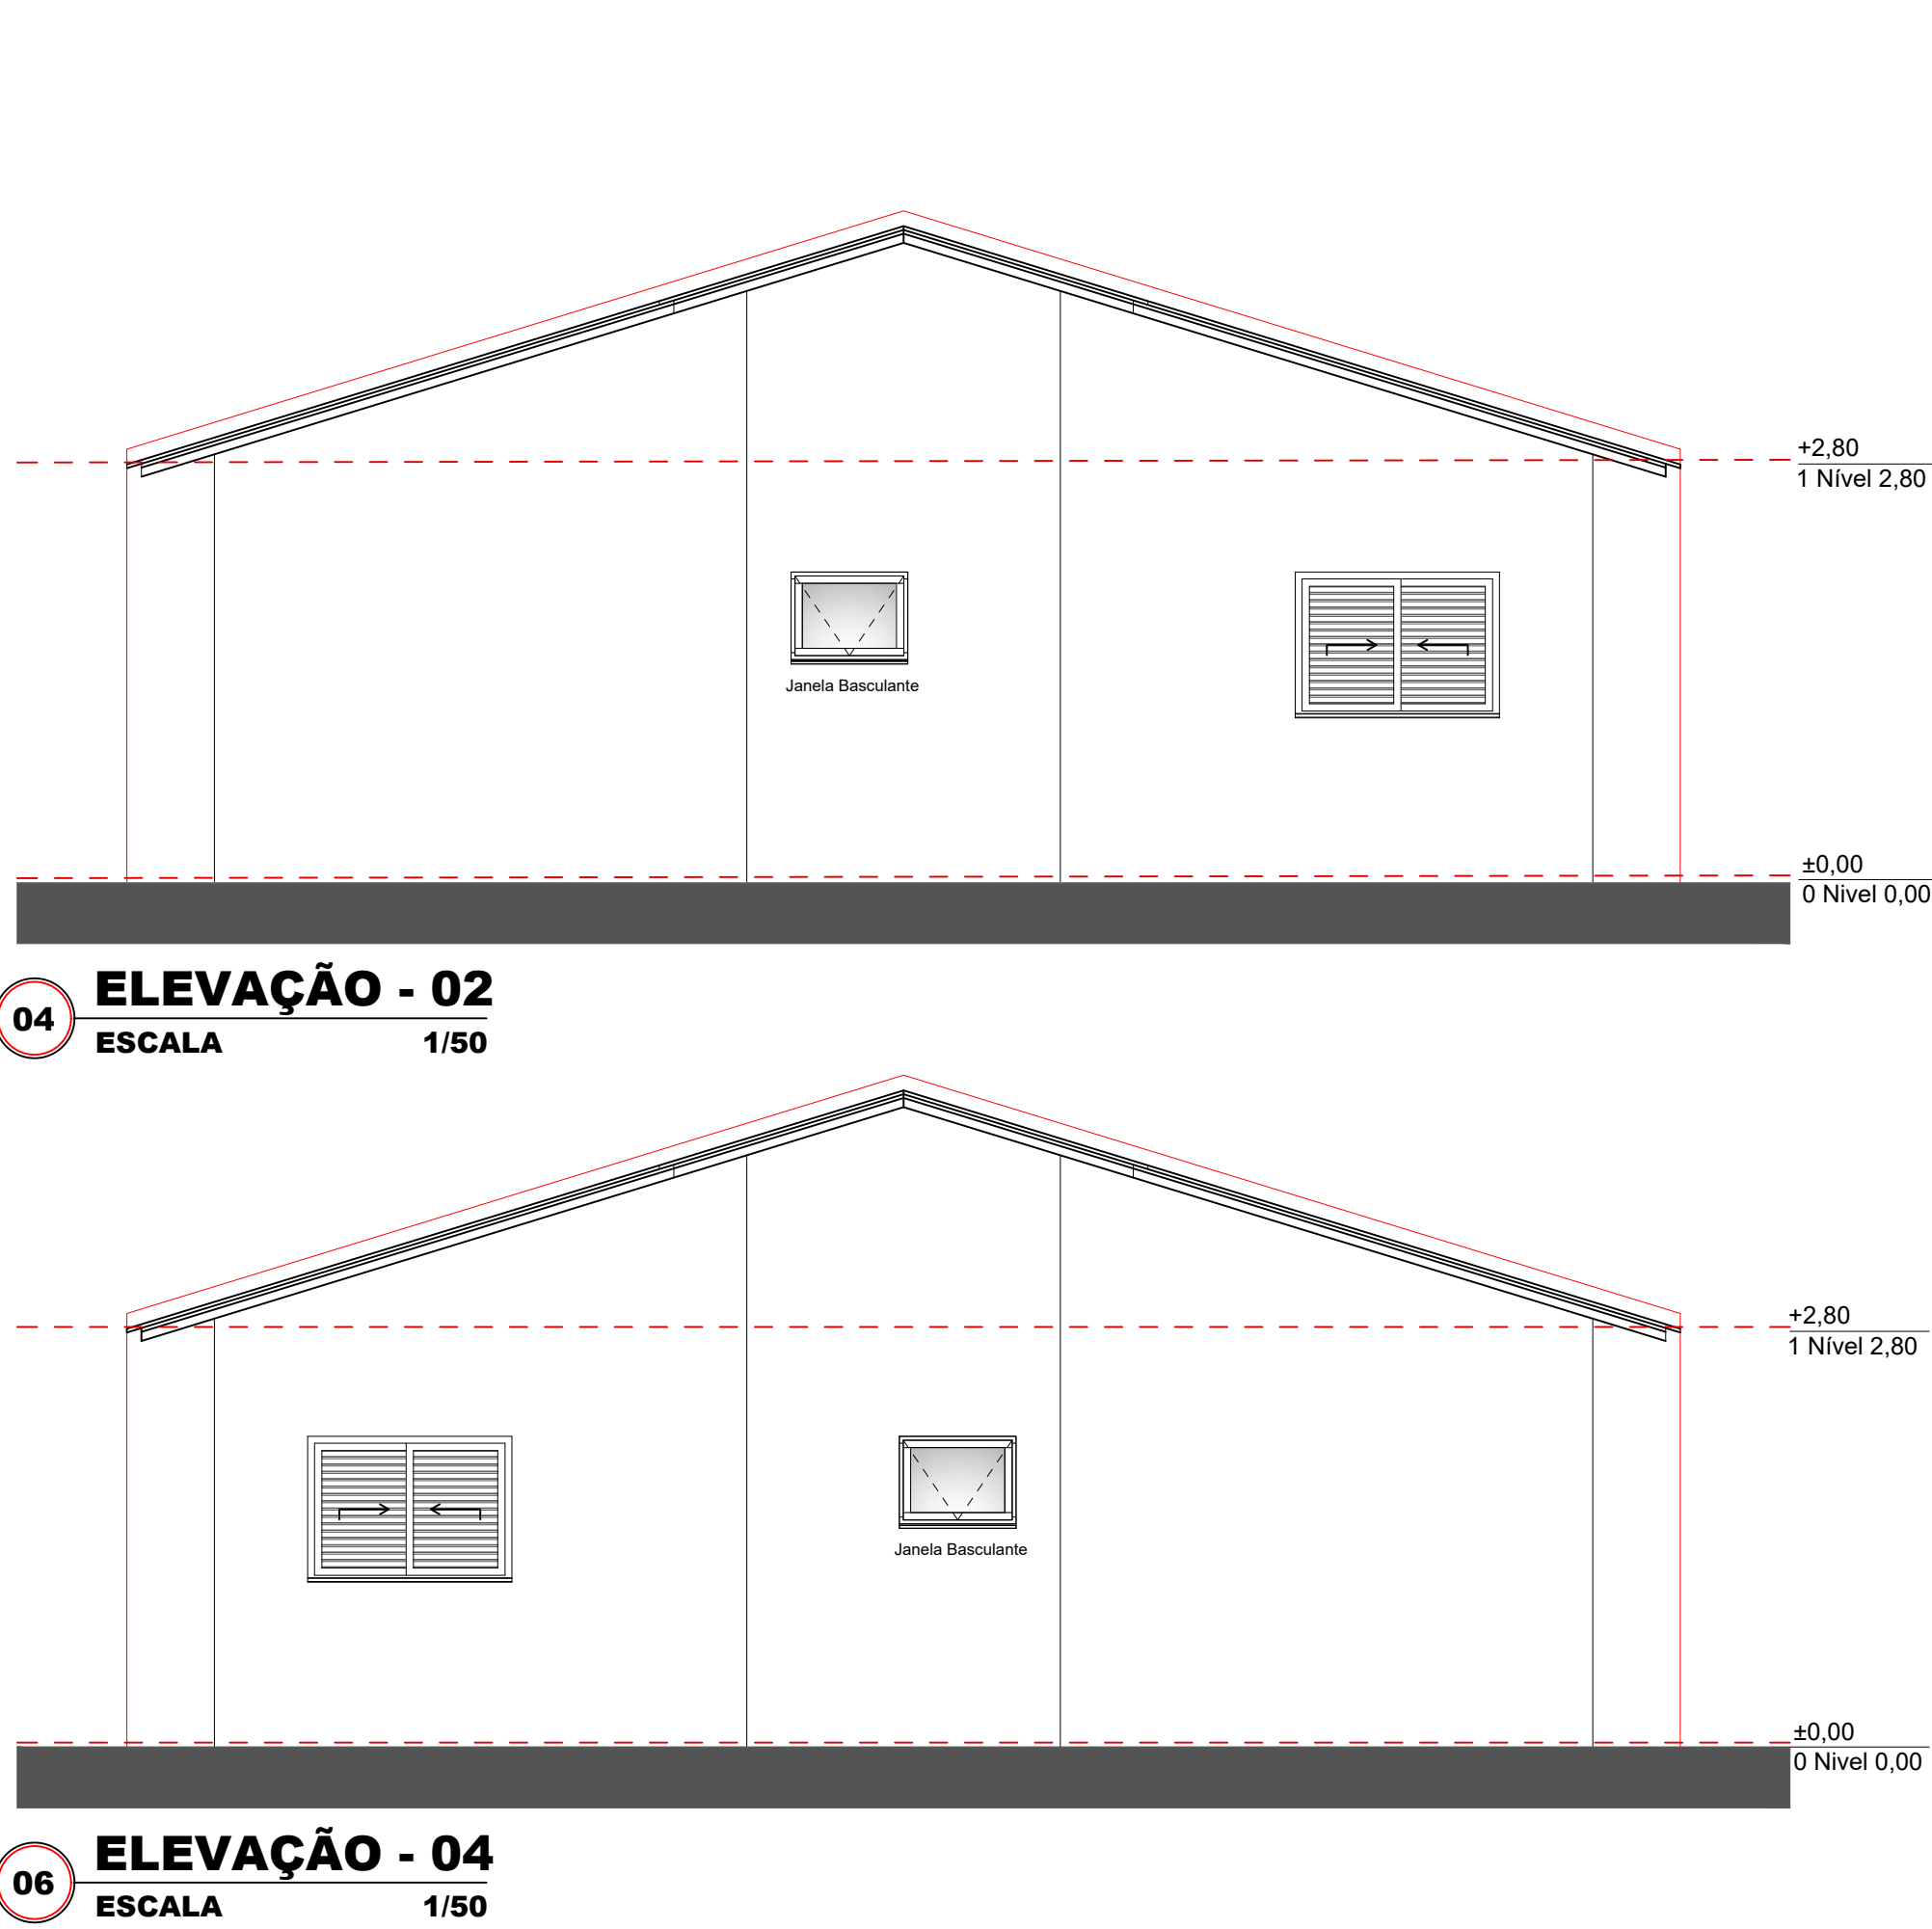 +2,80
1 Nível 2,80
Janela Basculante
±0,00
0 Nivel 0,00
04
ELEVAÇÃO - 02
ESCALA 1/50
+2,80
1 Nível 2,80
Janela Basculante
±0,00
0 Nivel 0,00
06
ELEVAÇÃO - 04
ESCALA 1/50